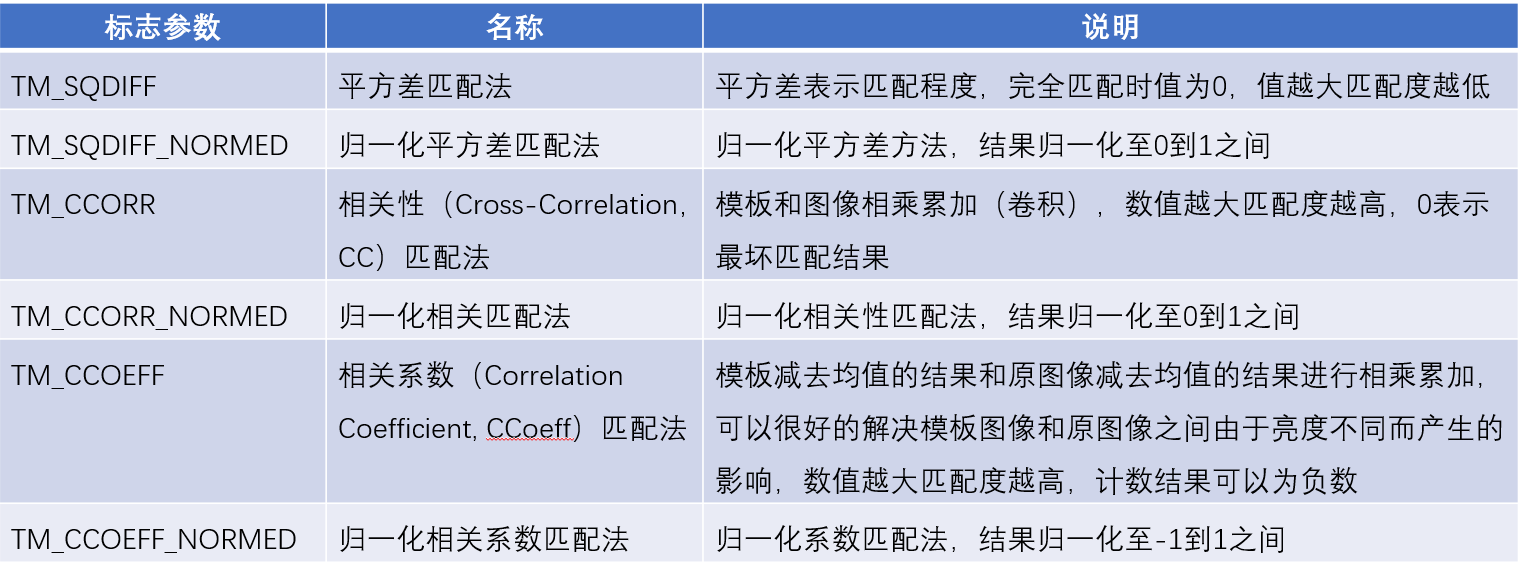 标志参数 名称 说明
TM_SQDIFF 平方差匹配法 平方差表示匹配程度，完全匹配时值为0，值越大匹配度越低
TM_SQDIFF_NORMED 归一化平方差匹配法 归一化平方差方法，结果归一化至0到1之间
TM_CCORR 相关性（Cross-Correlation,
CC）匹配法
模板和图像相乘累加（卷积），数值越大匹配度越高，0表示
最坏匹配结果
TM_CCORR_NORMED 归一化相关匹配法 归一化相关性匹配法，结果归一化至0到1之间
TM_CCOEFF 相关系数（Correlation
Coefficient, CCoeff）匹配法
模板减去均值的结果和原图像减去均值的结果进行相乘累加，
可以很好的解决模板图像和原图像之间由于亮度不同而产生的
影响，数值越大匹配度越高，计数结果可以为负数
TM_CCOEFF_NORMED 归一化相关系数匹配法 归一化系数匹配法，结果归一化至-1到1之间